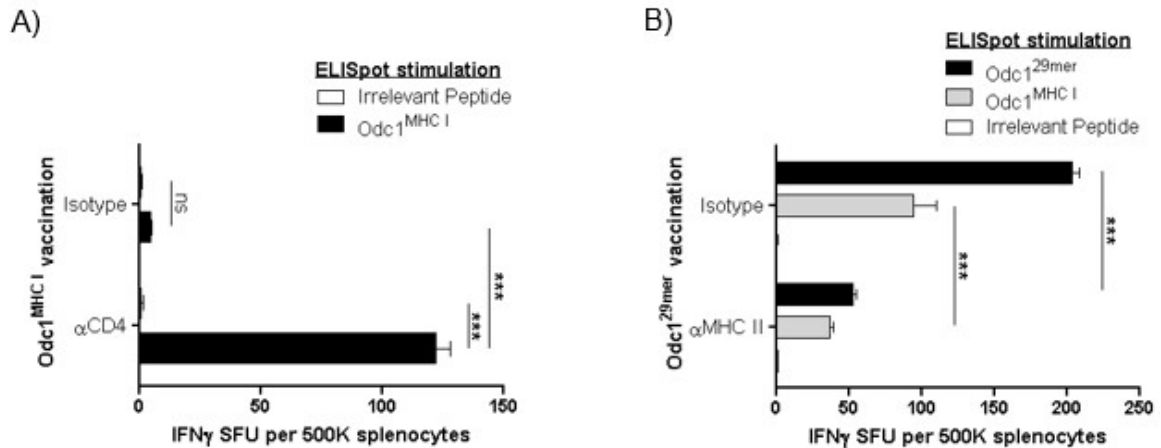 A)
ELISpot stimulation
Irrelevant Peptide
Odc1MHC I
Odc1MHC I vaccination
Isotype
αCD4
ns
***
***
0 50 100 150
IFNγ SFU per 500K splenocytes
B)
ELISpot stimulation
Odc129mer
Odc1MHC I
Irrelevant Peptide
Odc129mer vaccination
Isotype
αMHC II
***
***
0 50 100 150 200 250
IFNγ SFU per 500K splenocytes